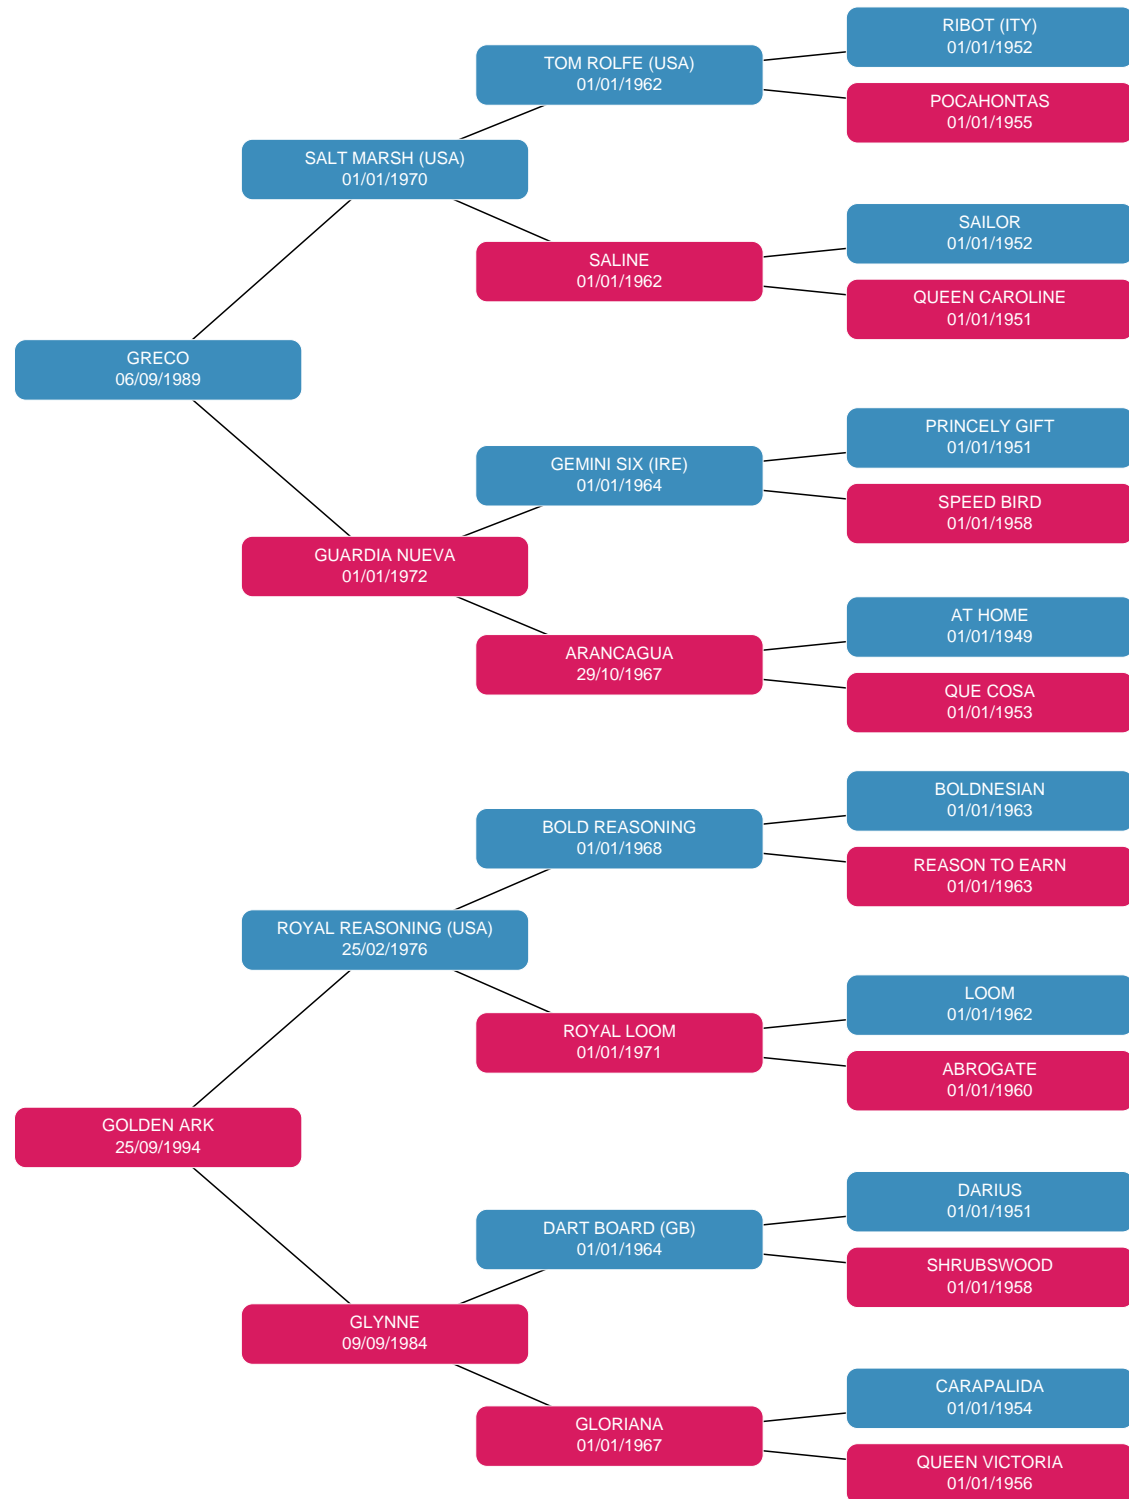 RIBOT (ITY)
01/01/1952
TOM ROLFE (USA)
01/01/1962
POCAHONTAS
01/01/1955
SALT MARSH (USA)
01/01/1970
SAILOR
01/01/1952
SALINE
01/01/1962
QUEEN CAROLINE
01/01/1951
GRECO
06/09/1989
PRINCELY GIFT
01/01/1951
GEMINI SIX (IRE)
01/01/1964
SPEED BIRD
01/01/1958
GUARDIA NUEVA
01/01/1972
AT HOME
01/01/1949
ARANCAGUA
29/10/1967
QUE COSA
01/01/1953
BOLDNESIAN
01/01/1963
BOLD REASONING
01/01/1968
REASON TO EARN
01/01/1963
ROYAL REASONING (USA)
25/02/1976
LOOM
01/01/1962
ROYAL LOOM
01/01/1971
ABROGATE
01/01/1960
GOLDEN ARK
25/09/1994
DARIUS
01/01/1951
DART BOARD (GB)
01/01/1964
SHRUBSWOOD
01/01/1958
GLYNNE
09/09/1984
CARAPALIDA
01/01/1954
GLORIANA
01/01/1967
QUEEN VICTORIA
01/01/1956